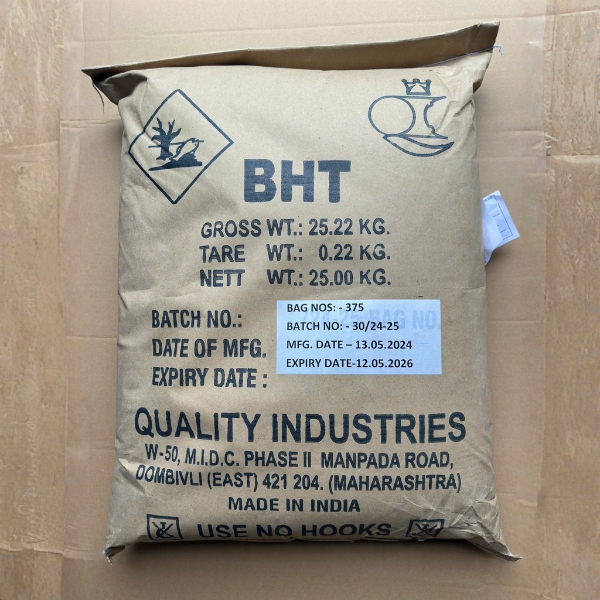 BHT
GROSS WT.: 25.22 KG.
TARE WT.: 0.22 KG.
NETT WT.: 25.00 KG.
BATCH NO.:
DATE OF MFG.
EXPIRY DATE :
BAG NOS: - 375
BATCH NO: - 30/24-25
MFG. DATE – 13.05.2024
EXPIRY DATE-12.05.2026
QUALITY INDUSTRIES
W-50, M.I.D.C. PHASE II MANPADA ROAD,
DOMBIVLI (EAST) 421 204. (MAHARASHTRA)
MADE IN INDIA
USE NO HOOKS